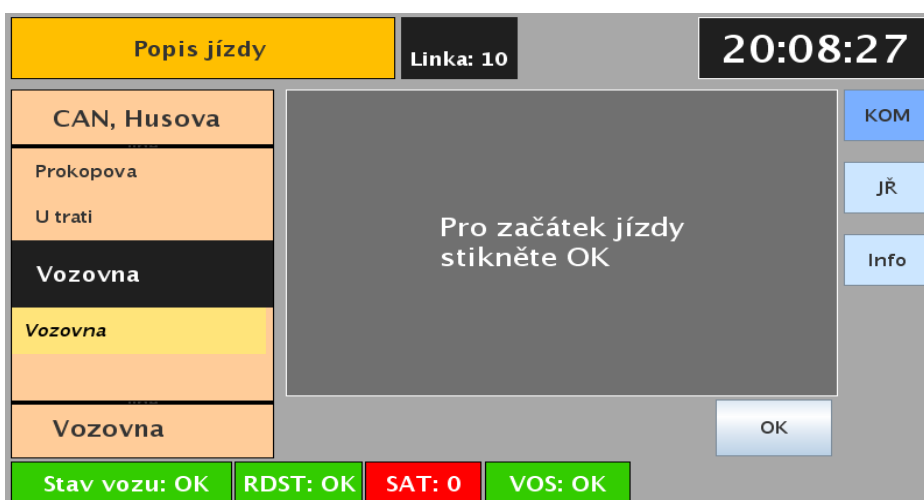 Popis jízdy
Linka: 10
20:08:27
CAN, Husova
Prokopova
U trati
Vozovna
Vozovna
Vozovna
Pro začátek jízdy
stikněte OK
KOM
JŘ
Info
OK
Stav vozu: OK
RDST: OK
SAT: 0
VOS: OK